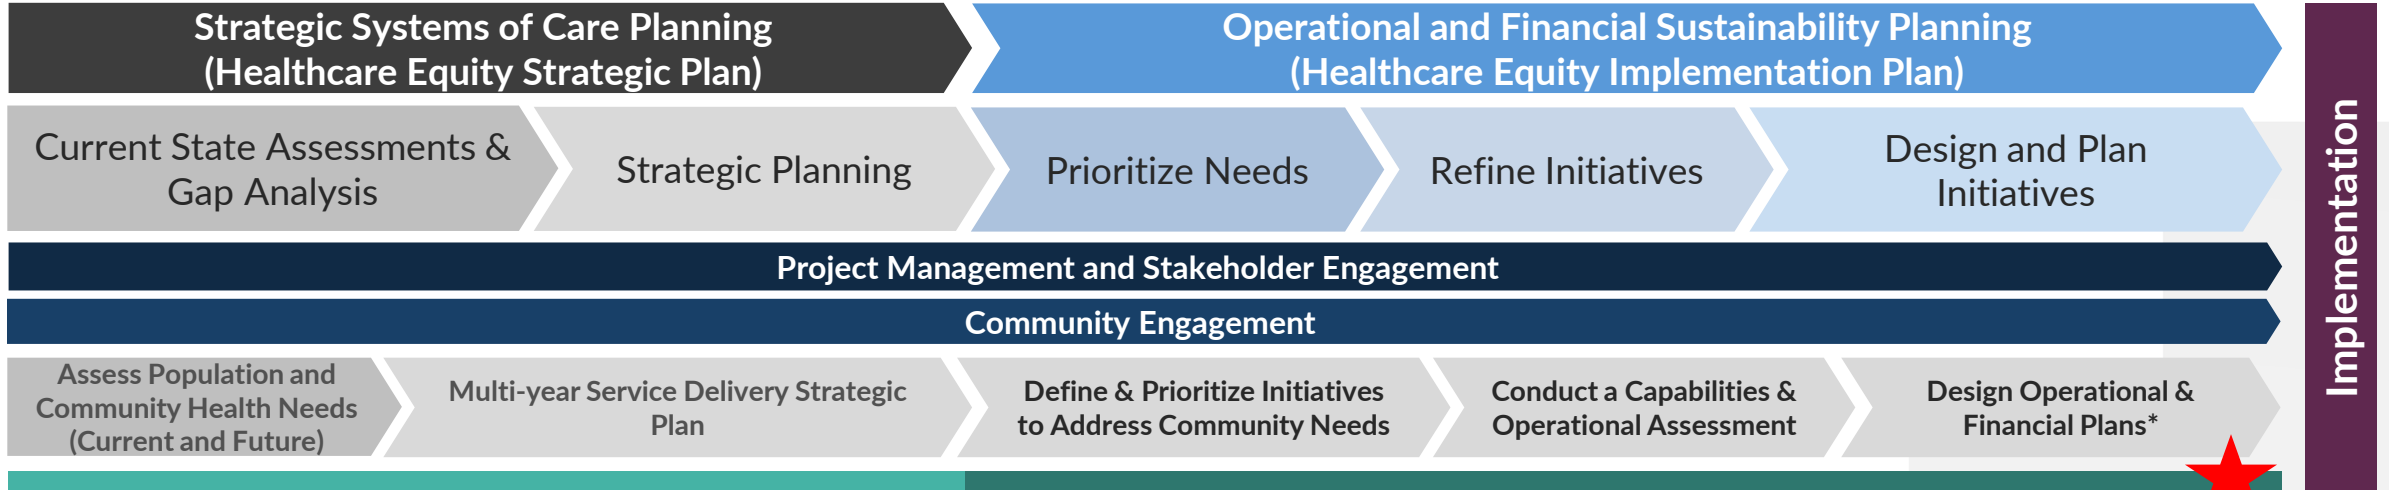 Strategic Systems of Care Planning
(Healthcare Equity Strategic Plan)
Operational and Financial Sustainability Planning
(Healthcare Equity Implementation Plan)
Current State Assessments &
Gap Analysis
Strategic Planning
Prioritize Needs
Refine Initiatives
Design and Plan
Initiatives
Project Management and Stakeholder Engagement
Community Engagement
Assess Population and
Community Health Needs
(Current and Future)
Multi-year Service Delivery Strategic
Plan
Define & Prioritize Initiatives
to Address Community Needs
Conduct a Capabilities &
Operational Assessment
Design Operational &
Financial Plans*
Implementation